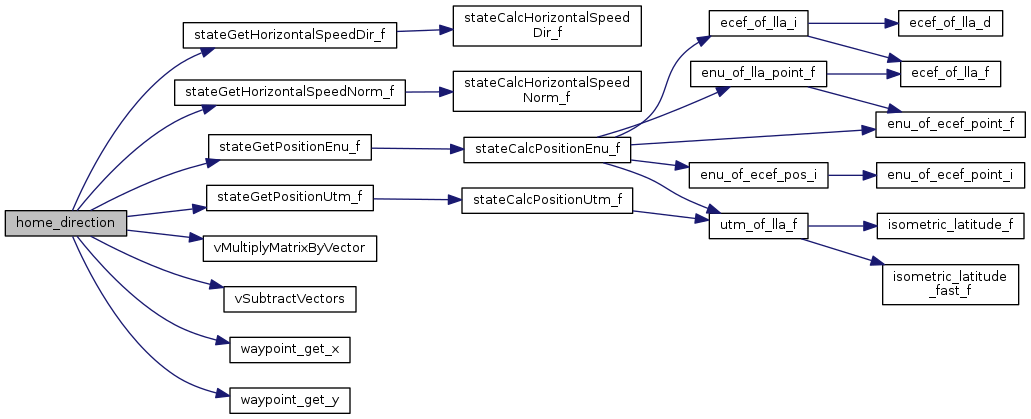 home_direction
stateGetHorizontalSpeedDir_f
stateGetHorizontalSpeedNorm_f
stateGetPositionEnu_f
stateGetPositionUtm_f
vMultiplyMatrixByVector
vSubtractVectors
waypoint_get_x
waypoint_get_y
stateCalcHorizontalSpeed
Dir_f
stateCalcHorizontalSpeed
Norm_f
stateCalcPositionEnu_f
stateCalcPositionUtm_f
ecef_of_lla_i
enu_of_lla_point_f
enu_of_ecef_pos_i
utm_of_lla_f
ecef_of_lla_d
ecef_of_lla_f
enu_of_ecef_point_f
enu_of_ecef_point_i
isometric_latitude_f
isometric_latitude
_fast_f